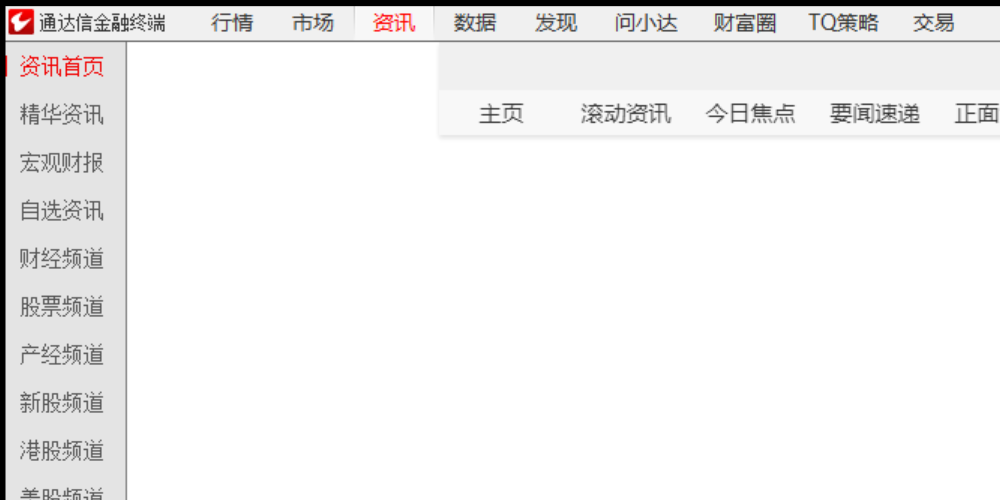 通达信金融终端 行情 市场 资讯 数据 发现 问小达 财富圈 TQ策略 交易
资讯首页
精华资讯
宏观财报
自选资讯
财经频道
股票频道
产经频道
新股频道
港股频道
美股频道
主页 滚动资讯 今日焦点 要闻速递 正面